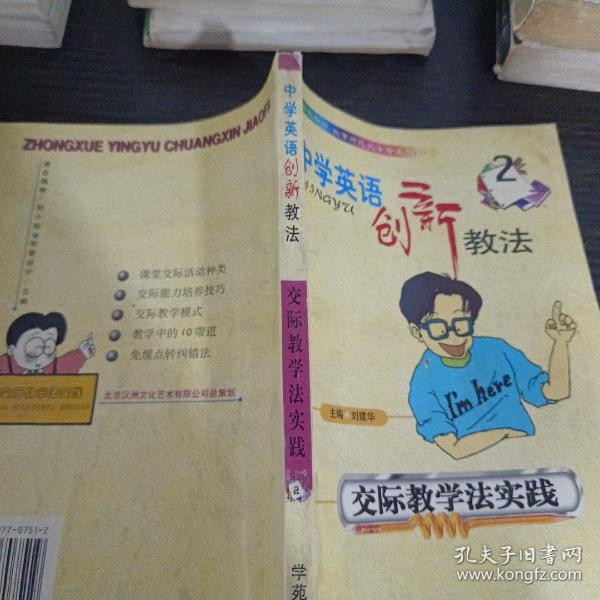 ZHONGXUE YINGYU CHUANGXIN JIAOFA
课堂交际活动种类
交际能力培养技巧
交际教学模式
教学中的10带进
免缓点转纠错法
北京汉洲文化艺术有限公司总策划
77-0751-2
中学英语创新教法
交际教学法实践
2
学苑
2
中学英语
创新
教法
I'm here
主编 刘建华
交际教学法实践
孔夫子旧书网
www.kongfz.com